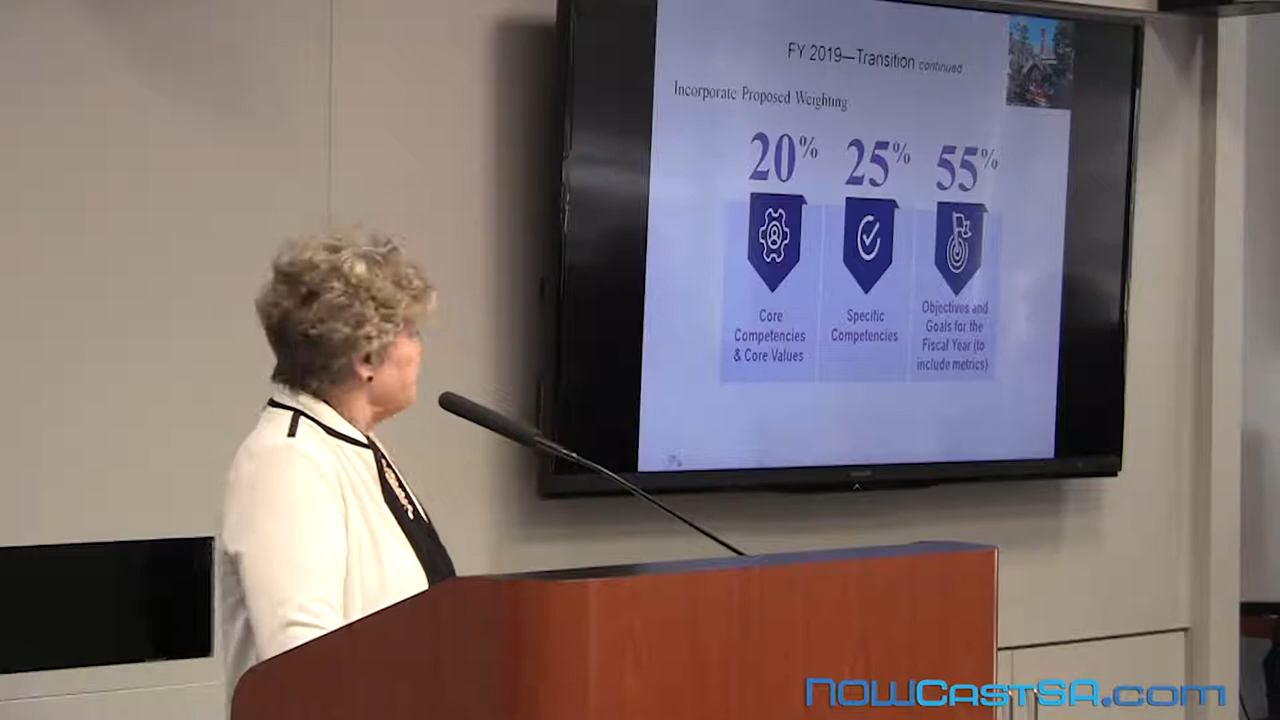 FY 2019—Transition continued
Incorporate Proposed Weighting
20% 25% 55%
Core
Competencies
& Core Values
Specific
Competencies
Objectives and
Goals for the
Fiscal Year (to
include metrics)
NOWCastSA.com